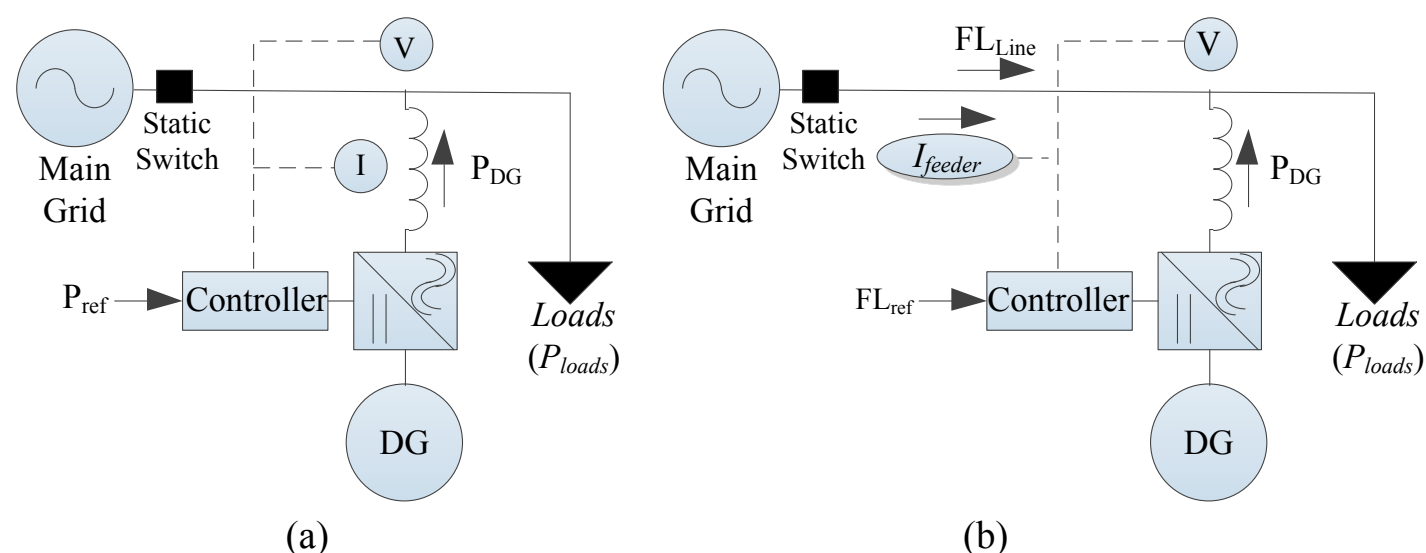 V
I
Static
Switch
Main
Grid
P_DG
P_ref
Controller
Loads
(P_loads)
DG
(a)
FL_Line
V
Static
Switch
I_feeder
Main
Grid
P_DG
FL_ref
Controller
Loads
(P_loads)
DG
(b)